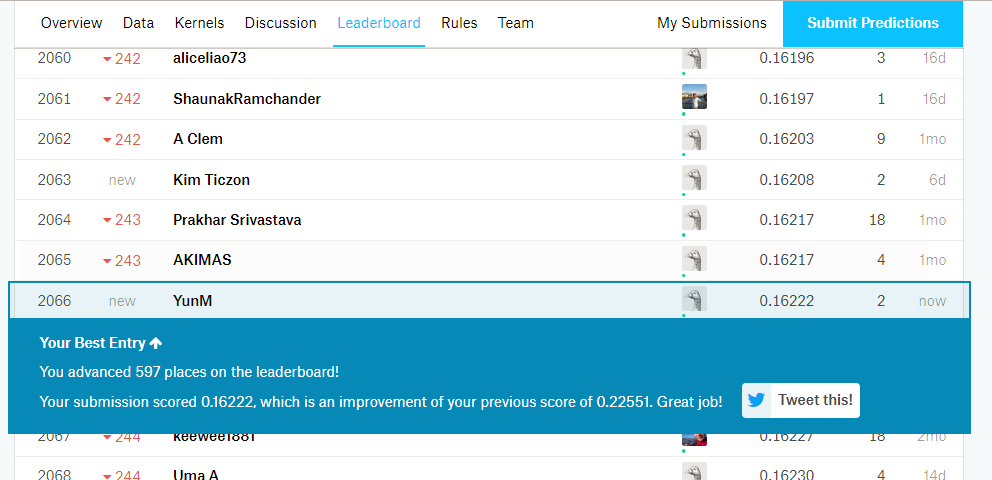 Overview Data Kernels Discussion Leaderboard Rules Team My Submissions Submit Predictions
2060 242 aliceliao73 0.16196 3 16d
2061 242 ShaunakRamchander 0.16197 1 16d
2062 242 A Clem 0.16203 9 1mo
2063 new Kim Ticzon 0.16208 2 6d
2064 243 Prakhar Srivastava 0.16217 18 1mo
2065 243 AKIMAS 0.16217 4 1mo
2066 new YunM 0.16222 2 now
Your Best Entry
You advanced 597 places on the leaderboard!
Your submission scored 0.16222, which is an improvement of your previous score of 0.22551. Great job! Tweet this!
2067 244 keewee1881 0.16227 18 2mo
2068 244 Uma A 0.16230 4 14d